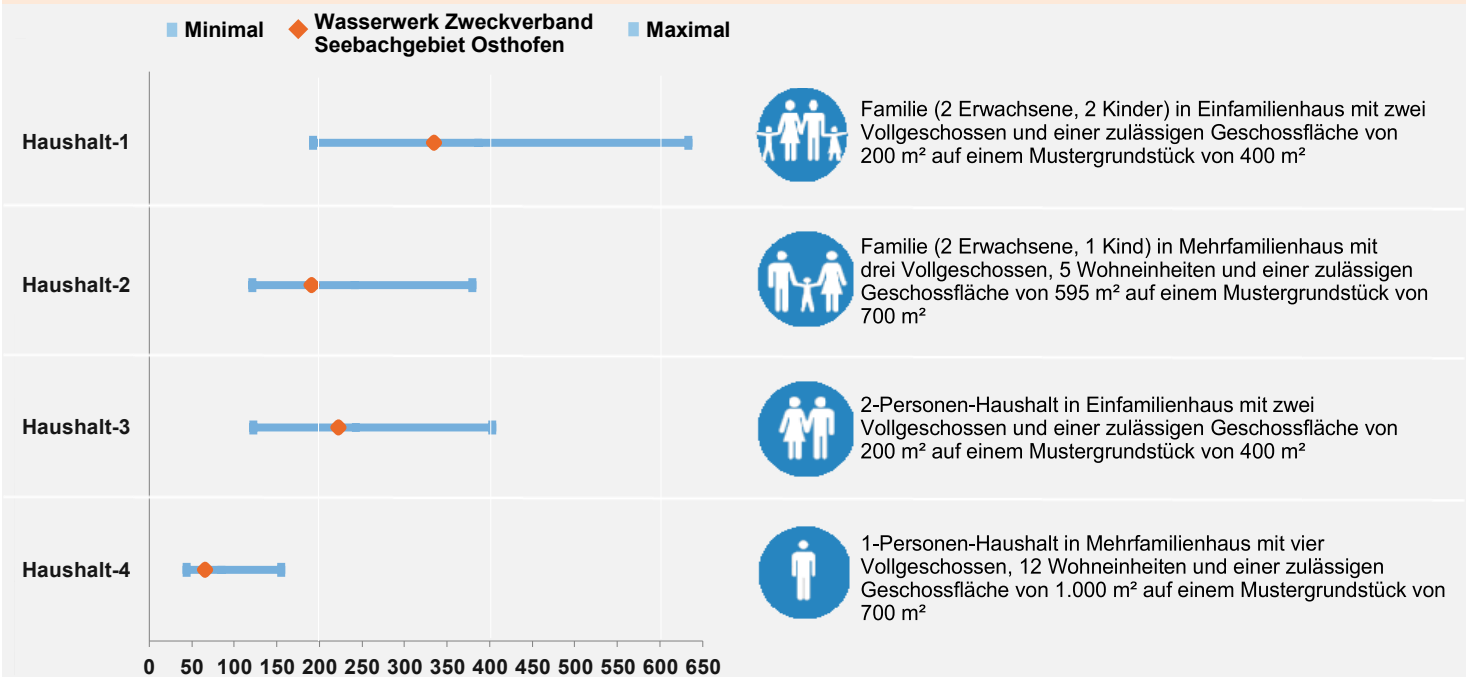 Minimal
Wasserwerk Zweckverband
Seebachgebiet Osthofen
Maximal
Haushalt-1
Familie (2 Erwachsene, 2 Kinder) in Einfamilienhaus mit zwei
Vollgeschossen und einer zulässigen Geschossfläche von
200 m² auf einem Mustergrundstück von 400 m²
Haushalt-2
Familie (2 Erwachsene, 1 Kind) in Mehrfamilienhaus mit
drei Vollgeschossen, 5 Wohneinheiten und einer zulässigen
Geschossfläche von 595 m² auf einem Mustergrundstück von
700 m²
Haushalt-3
2-Personen-Haushalt in Einfamilienhaus mit zwei
Vollgeschossen und einer zulässigen Geschossfläche von
200 m² auf einem Mustergrundstück von 400 m²
Haushalt-4
1-Personen-Haushalt in Mehrfamilienhaus mit vier
Vollgeschossen, 12 Wohneinheiten und einer zulässigen
Geschossfläche von 1.000 m² auf einem Mustergrundstück von
700 m²
0 50 100 150 200 250 300 350 400 450 500 550 600 650